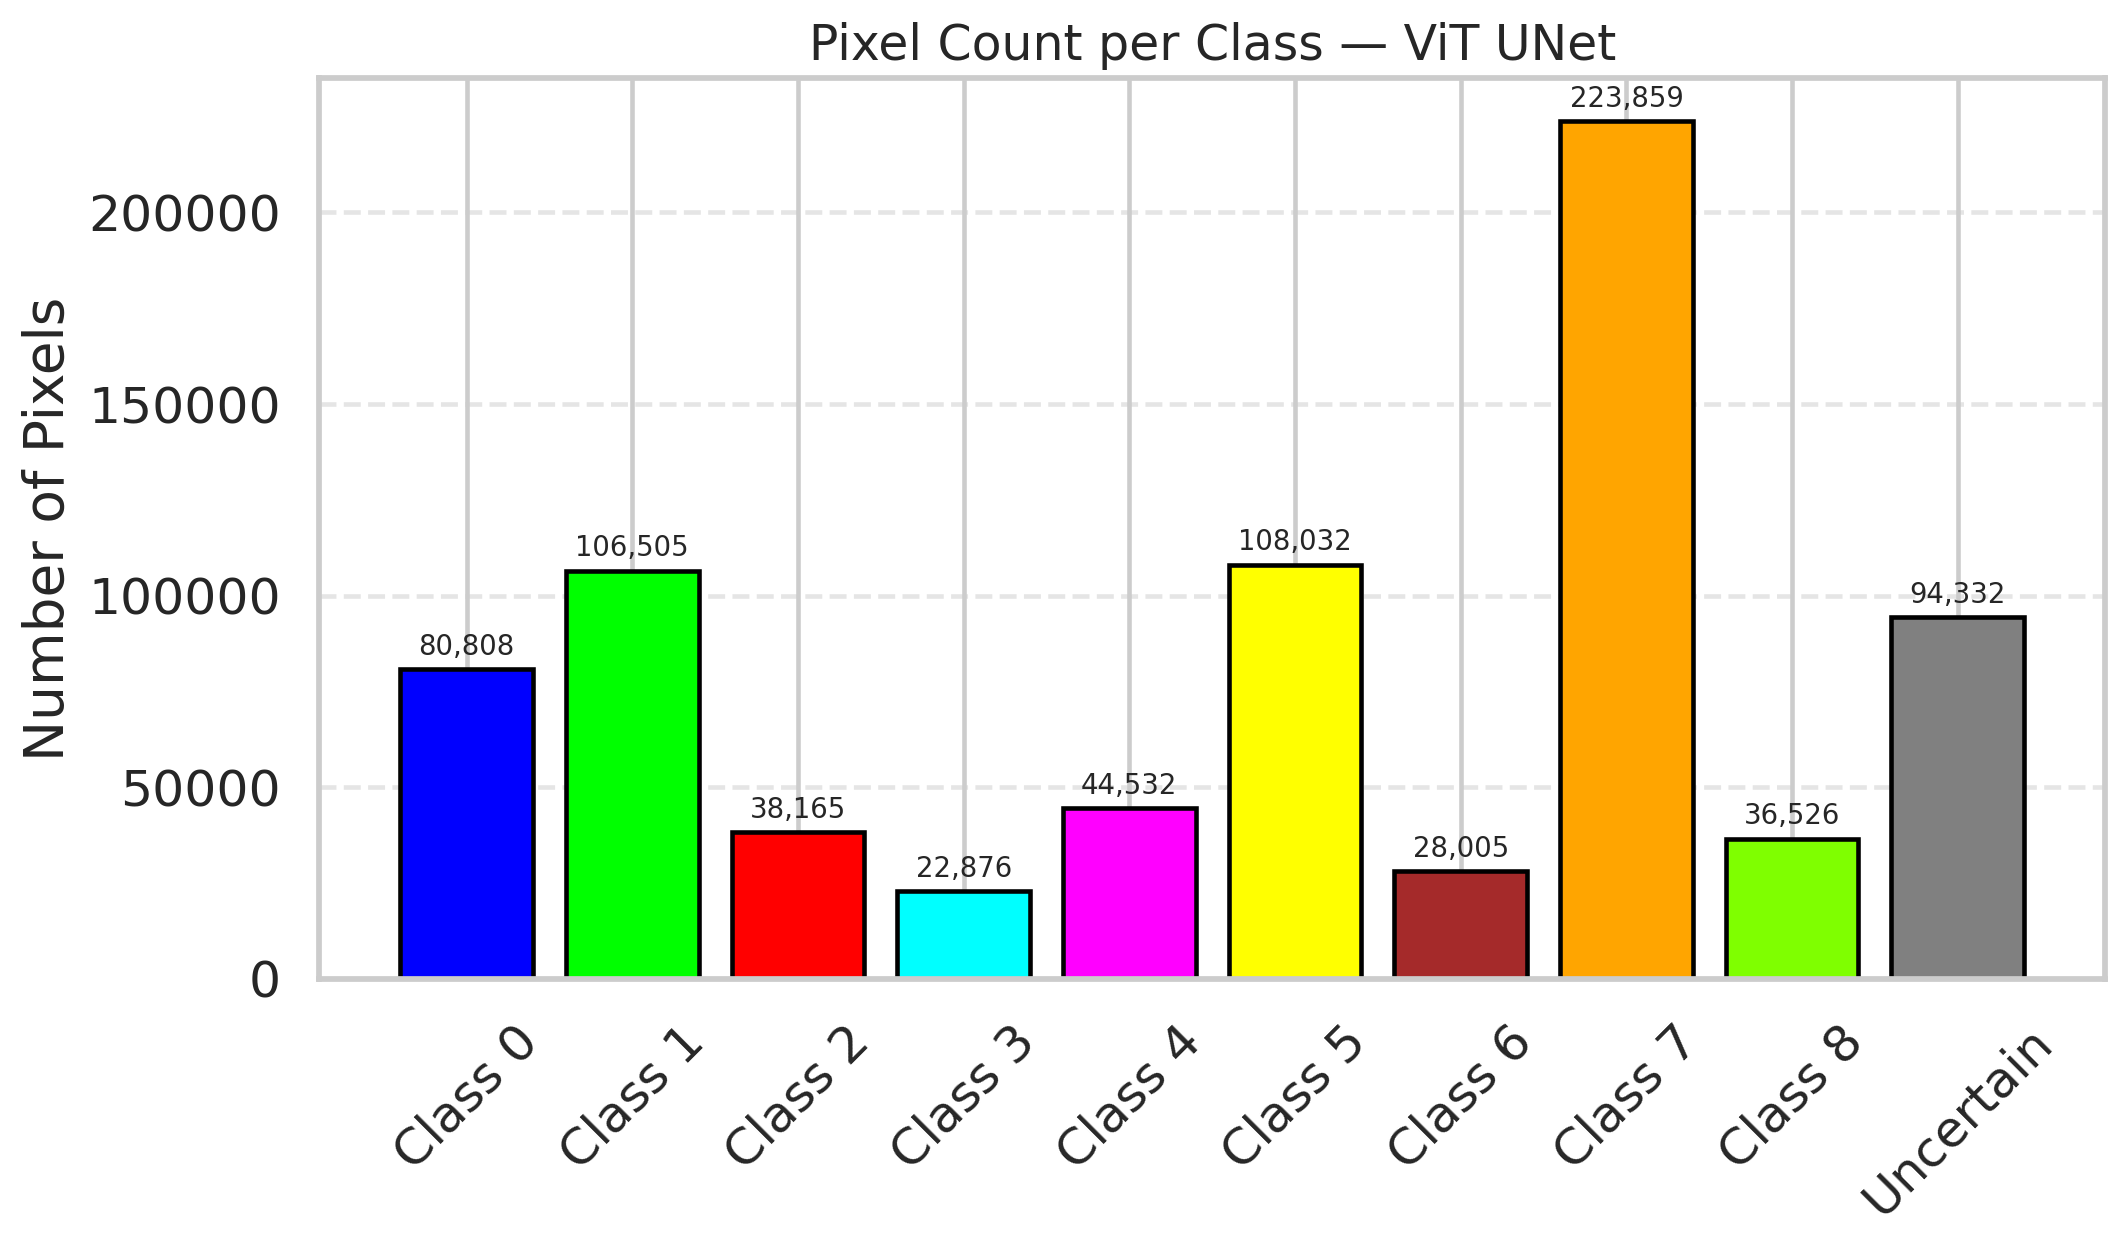 Pixel Count per Class — ViT UNet
Number of Pixels
200000
150000
100000
50000
0
80,808
106,505
38,165
22,876
44,532
108,032
28,005
223,859
36,526
94,332
Class 0
Class 1
Class 2
Class 3
Class 4
Class 5
Class 6
Class 7
Class 8
Uncertain